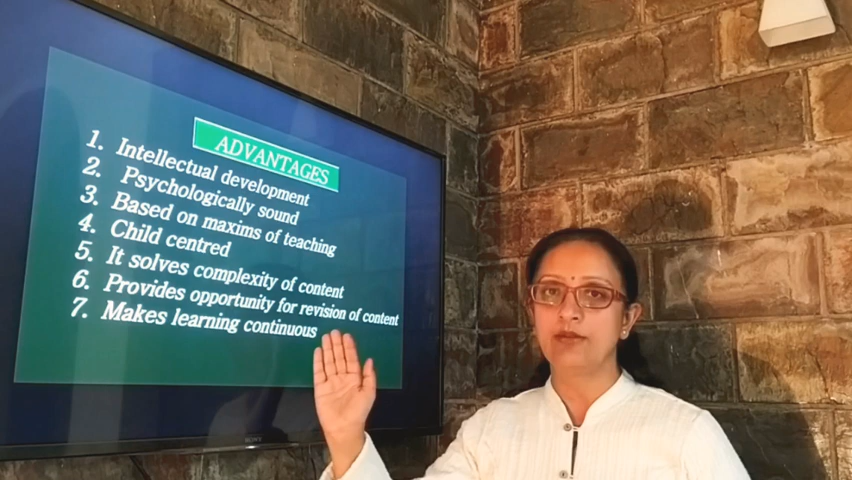 ADVANTAGES
1. Intellectual development
2. Psychologically sound
3. Based on maxims of teaching
4. Child centred
5. It solves complexity of content
6. Provides opportunity for revision of content
7. Makes learning continuous
SONY